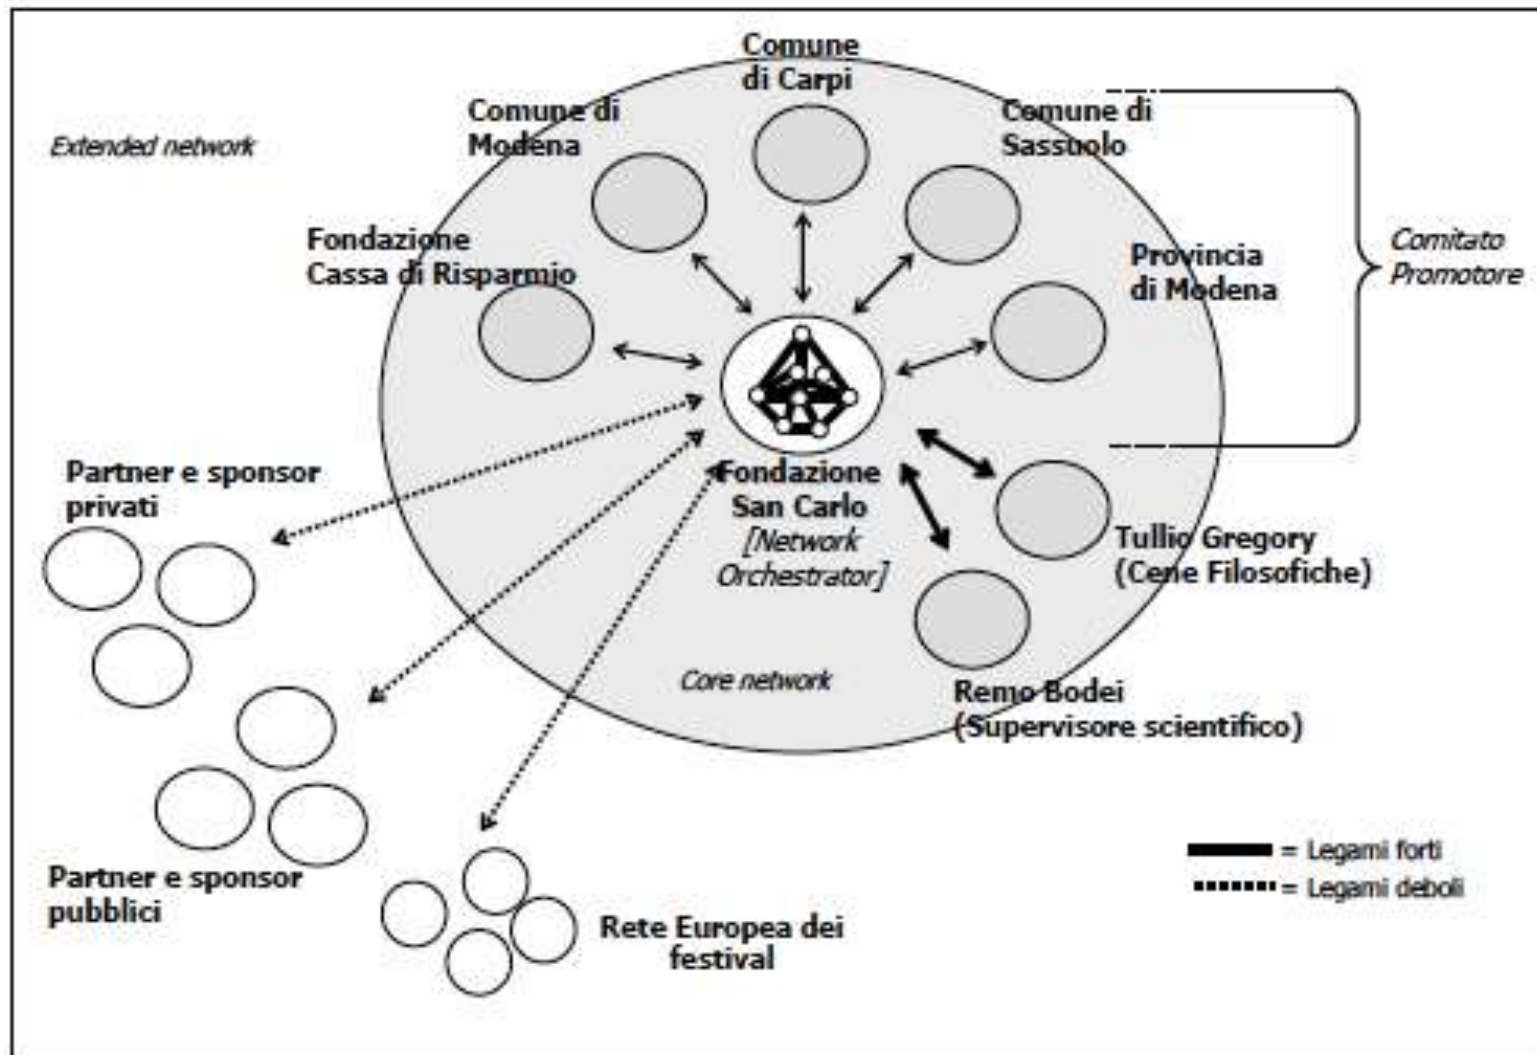 Comune
di Carpi
Comune di
Modena
Comune di
Sassuolo
Extended network
Fondazione
Cassa di Risparmio
Provincia
di Modena
Comitato
Promotore
Partner e sponsor
privati
Fondazione
San Carlo
[Network
Orchestrator]
Tullio Gregory
(Cene Filosofiche)
Core network
Remo Bodei
(Supervisore scientifico)
= Legami forti
= Legami deboli
Partner e sponsor
pubblici
Rete Europea dei
festival